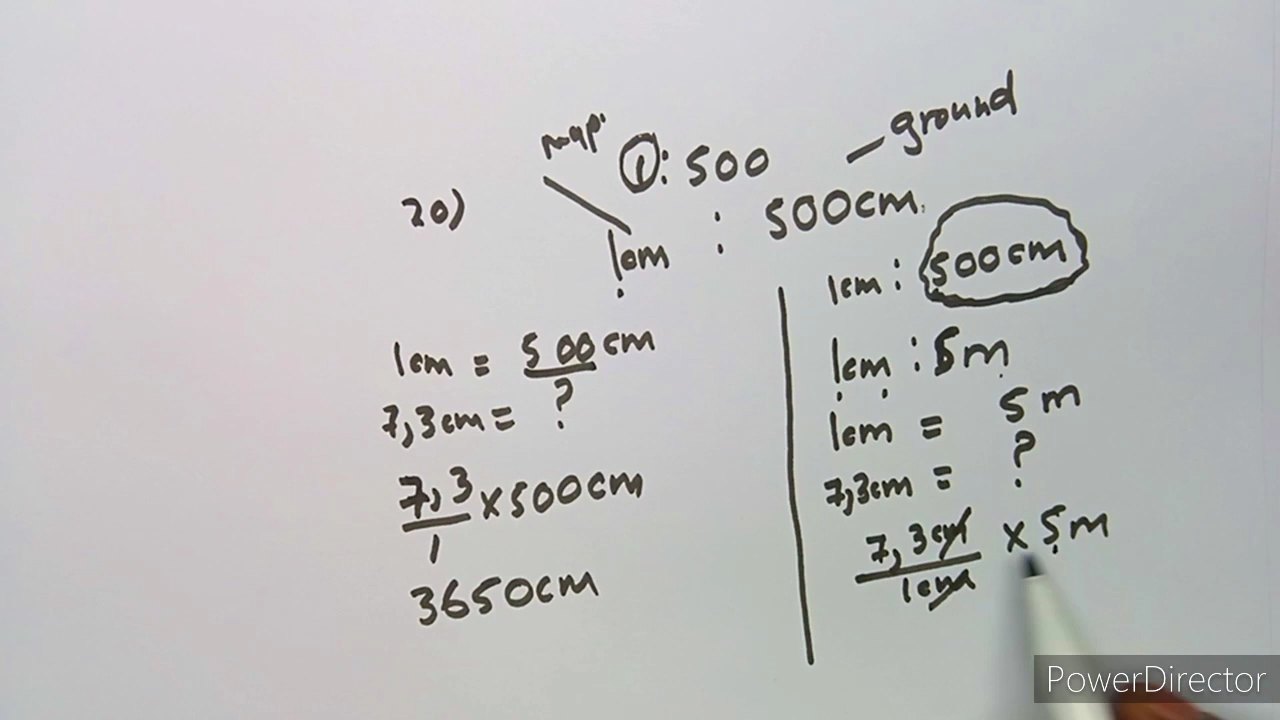 map
1:500
ground
20)
1cm : 500cm
1cm = 500cm
7,3cm = ?
7,3 x 500cm
1
3650cm
1cm : 500cm
1cm : 5m
1cm = 5m
7,3cm = ?
7,3cm x 5m
1cm
PowerDirector